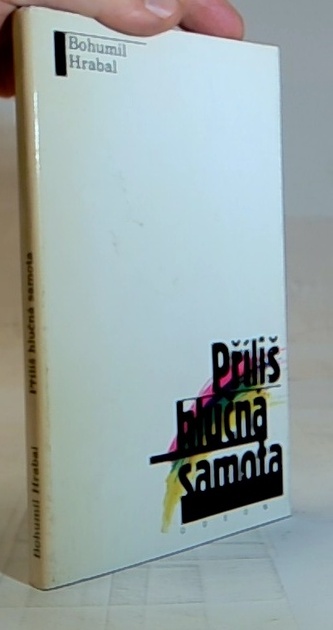 Bohumil
Hrabal
Příliš
hlučná
samota
ODEON
Bohumil Hrabal Příliš hlučná samota